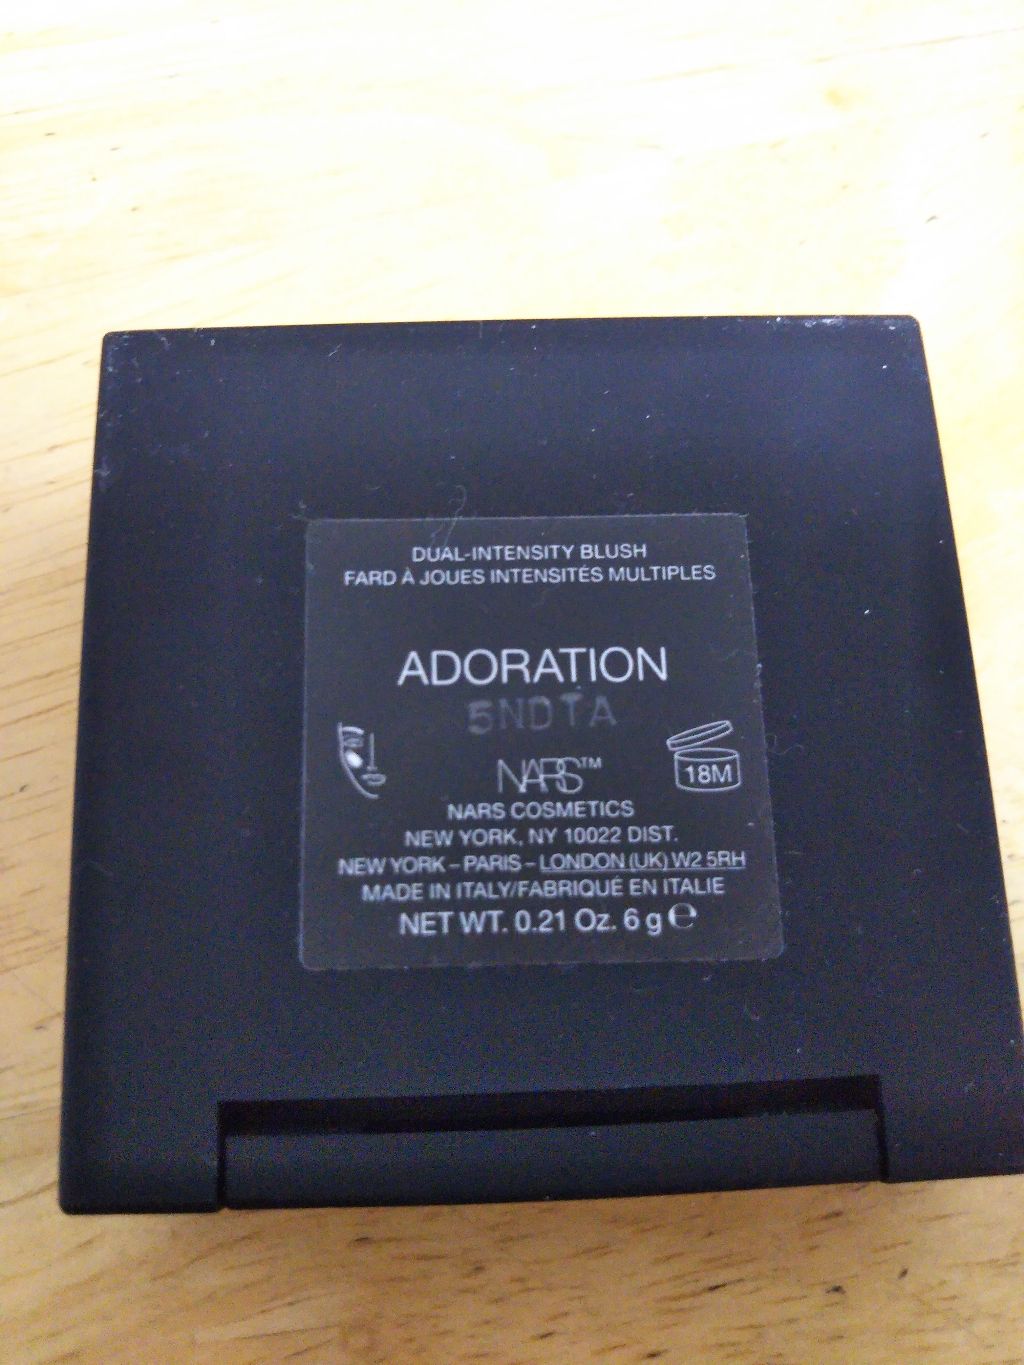 DUAL-INTENSITY BLUSH
FARD À JOUES INTENSITÉS MULTIPLES
ADORATION
5NDTA
NARS™
18M
NARS COSMETICS
NEW YORK, NY 10022 DIST.
NEW YORK – PARIS – LONDON (UK) W2 5RH
MADE IN ITALY/FABRIQUÉ EN ITALIE
NET WT. 0.21 Oz. 6 g ℮